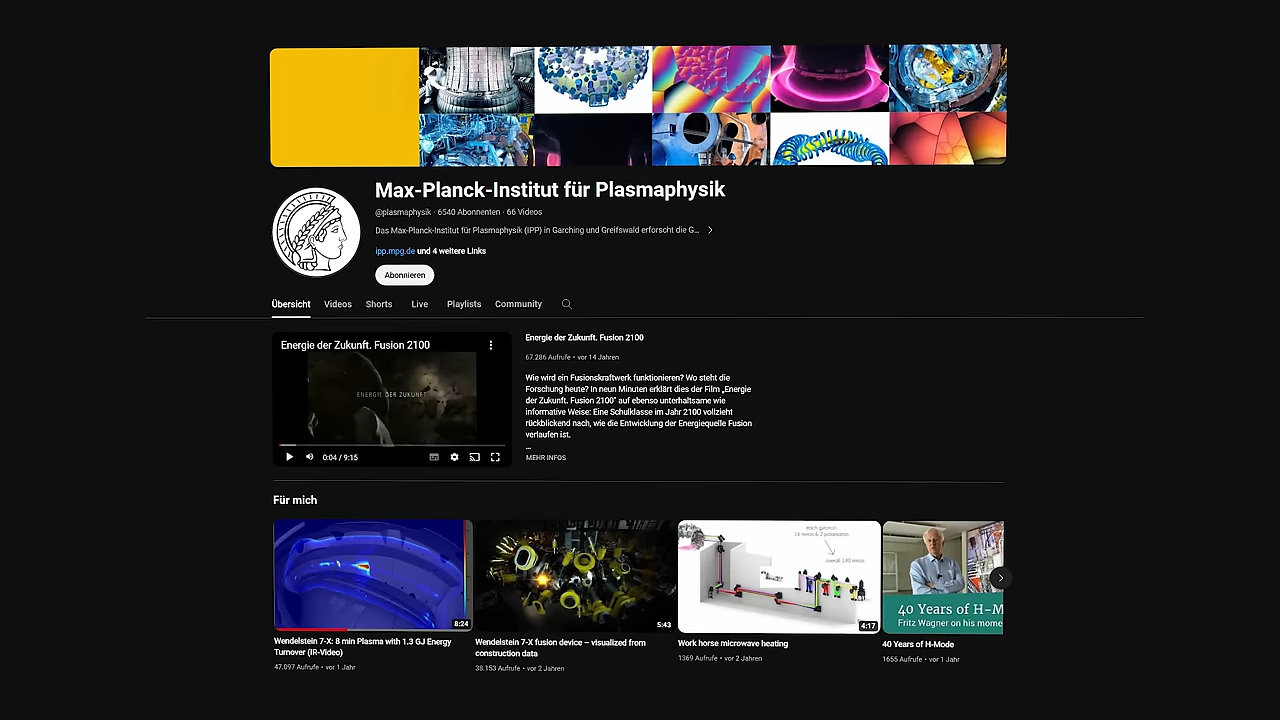 Max-Planck-Institut für Plasmaphysik
@plasmaphysik · 6540 Abonnenten · 66 Videos
Das Max-Planck-Institut für Plasmaphysik (IPP) in Garching und Greifswald erforscht die G...
ipp.mpg.de und 4 weitere Links
Abonnieren
Übersicht Videos Shorts Live Playlists Community
Energie der Zukunft. Fusion 2100
ENERGIE DER ZUKUNFT
0:04 / 9:15
Energie der Zukunft. Fusion 2100
67.286 Aufrufe • vor 14 Jahren
Wie wird ein Fusionskraftwerk funktionieren? Wo steht die
Forschung heute? In neun Minuten erklärt dies der Film „Energie
der Zukunft. Fusion 2100" auf ebenso unterhaltsame wie
informative Weise: Eine Schulklasse im Jahr 2100 vollzieht
rückblickend nach, wie die Entwicklung der Energiequelle Fusion
verlaufen ist.
...
MEHR INFOS
Für mich
8:24
Wendelstein 7-X: 8 min Plasma with 1.3 GJ Energy
Turnover (IR-Video)
47.097 Aufrufe • vor 1 Jahr
5:43
Wendelstein 7-X fusion device – visualized from
construction data
38.153 Aufrufe • vor 2 Jahren
each gyrotron:
16 mirrors & 2 polarizators
overall 140 mirrors
4:17
Work horse microwave heating
1369 Aufrufe • vor 2 Jahren
40 Years of H-M
Fritz Wagner on his mome
40 Years of H-Mode
1655 Aufrufe • vor 1 Jahr